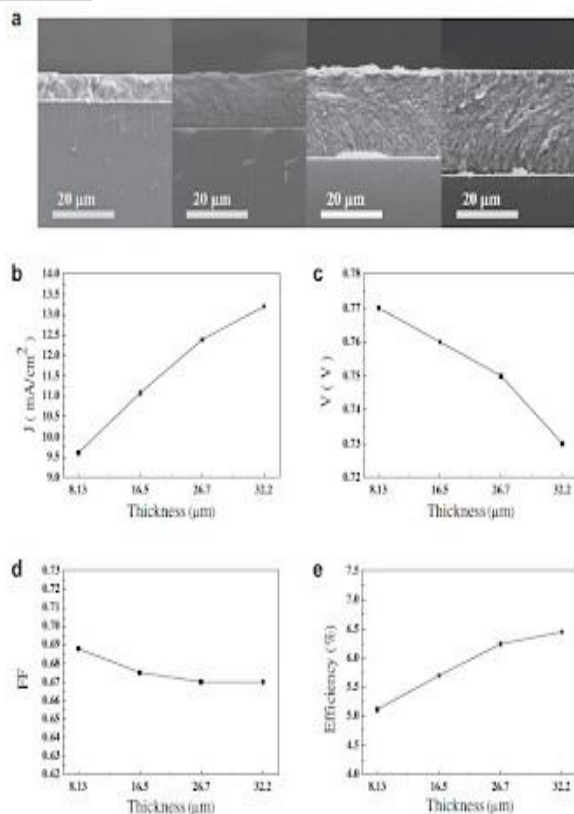 a
20 μm 20 μm 20 μm 20 μm
b
J ( mA/cm²)
14.0
13.5
13.0
12.5
12.0
11.5
11.0
10.5
10.0
9.5
9.0
8.13 16.5 26.7 32.2
Thickness(μm)
c
V ( V)
0.78
0.77
0.76
0.75
0.74
0.73
0.72
8.13 16.5 26.7 32.2
Thickness(μm)
d
FF
0.73
0.72
0.71
0.70
0.69
0.68
0.67
0.66
0.65
0.64
0.63
0.62
8.13 16.5 26.7 32.2
Thickness(μm)
e
Efficiency (%)
7.5
7.0
6.5
6.0
5.5
5.0
4.5
4.0
8.13 16.5 26.7 32.2
Thickness(μm)